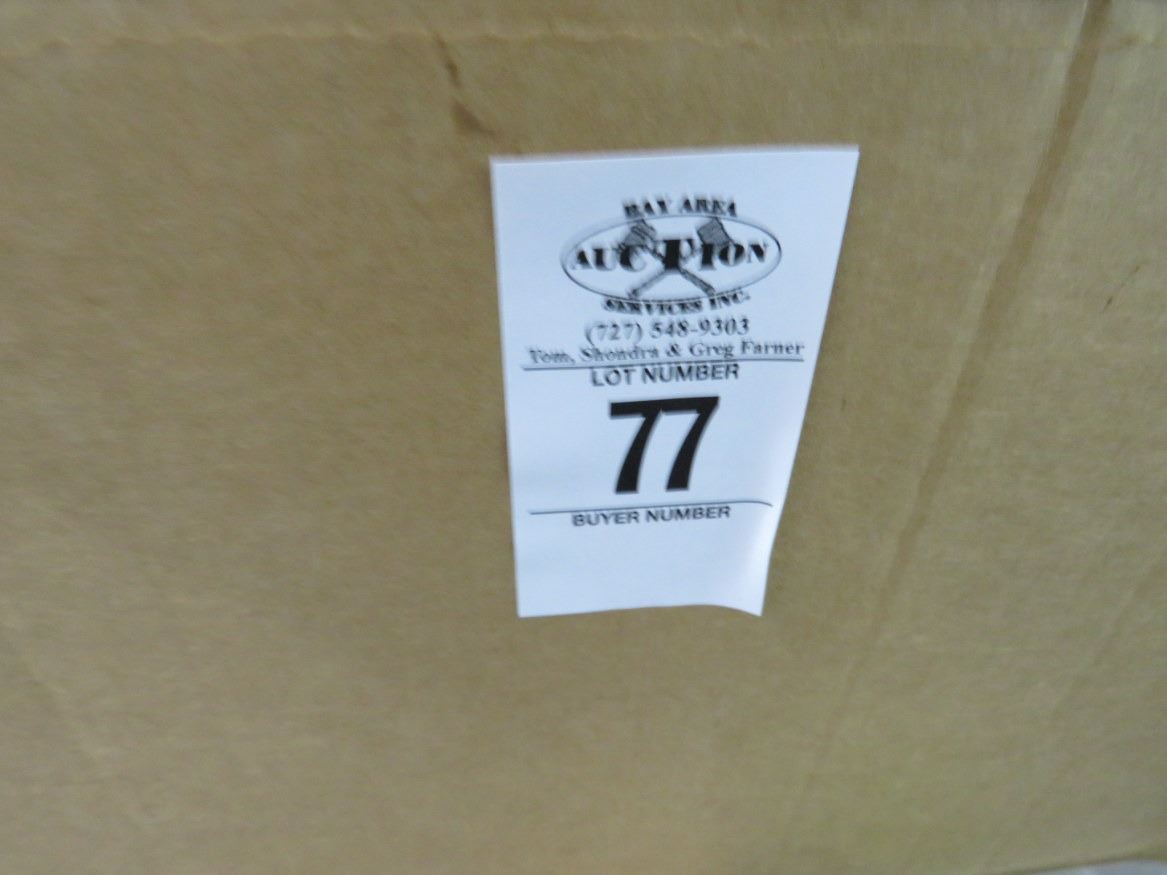 BAY AREA
AUCTION
SERVICES INC.
(727) 548-9303
Tom, Shondra & Greg Farner
LOT NUMBER
77
BUYER NUMBER